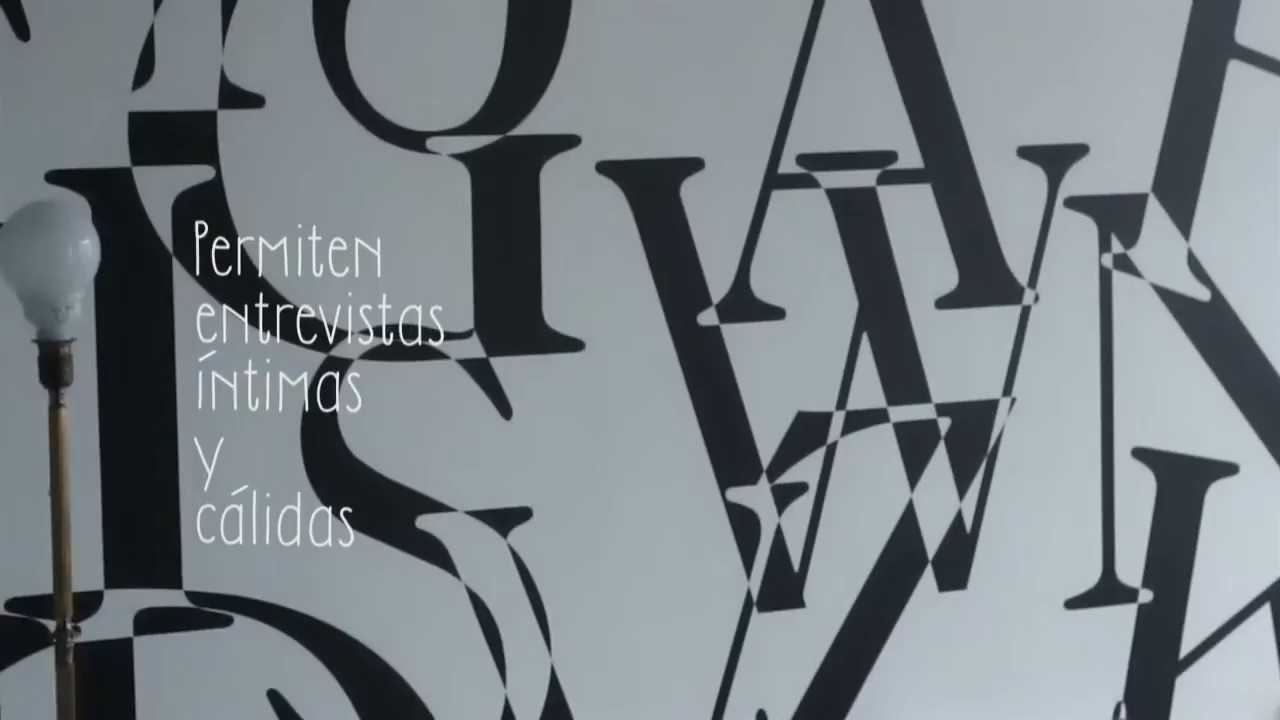 Permiten
entrevistas
íntimas
y
cálidas